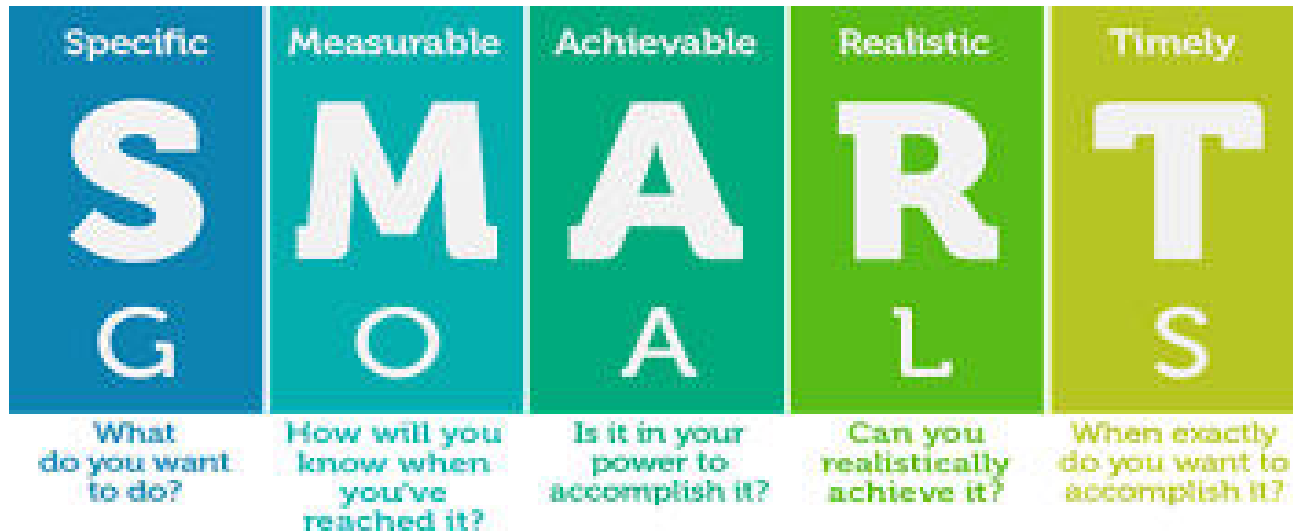 Specific
S
G
What
do you want
to do?
Measurable
M
O
How will you
know when
you've
reached it?
Achievable
A
A
Is it in your
power to
accomplish it?
Realistic
R
L
Can you
realistically
achieve it?
Timely
T
S
When exactly
do you want to
accomplish it?